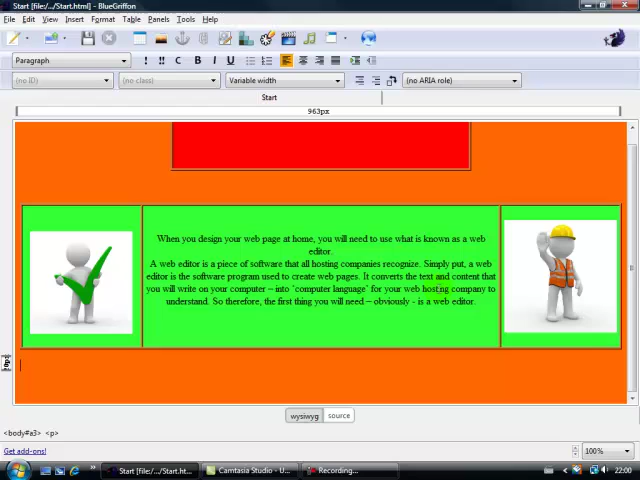 Start [file:/.../Start.html] - BlueGriffon
File Edit View Insert Format Table Panels Tools Help
Paragraph ! !! C B I U
(no ID) (no class) Variable width (no ARIA role)
Start
963px
When you design your web page at home, you will need to use what is known as a web
editor.
A web editor is a piece of software that all hosting companies recognize. Simply put, a web
editor is the software program used to create web pages. It converts the text and content that
you will write on your computer – into "computer language" for your web hosting company to
understand. So therefore, the first thing you will need – obviously - is a web editor.
wysiwyg source
<body#a3> <p>
Get add-ons! 100%
Start [file:/.../Start.ht... Camtasia Studio - U... Recording... 22:00